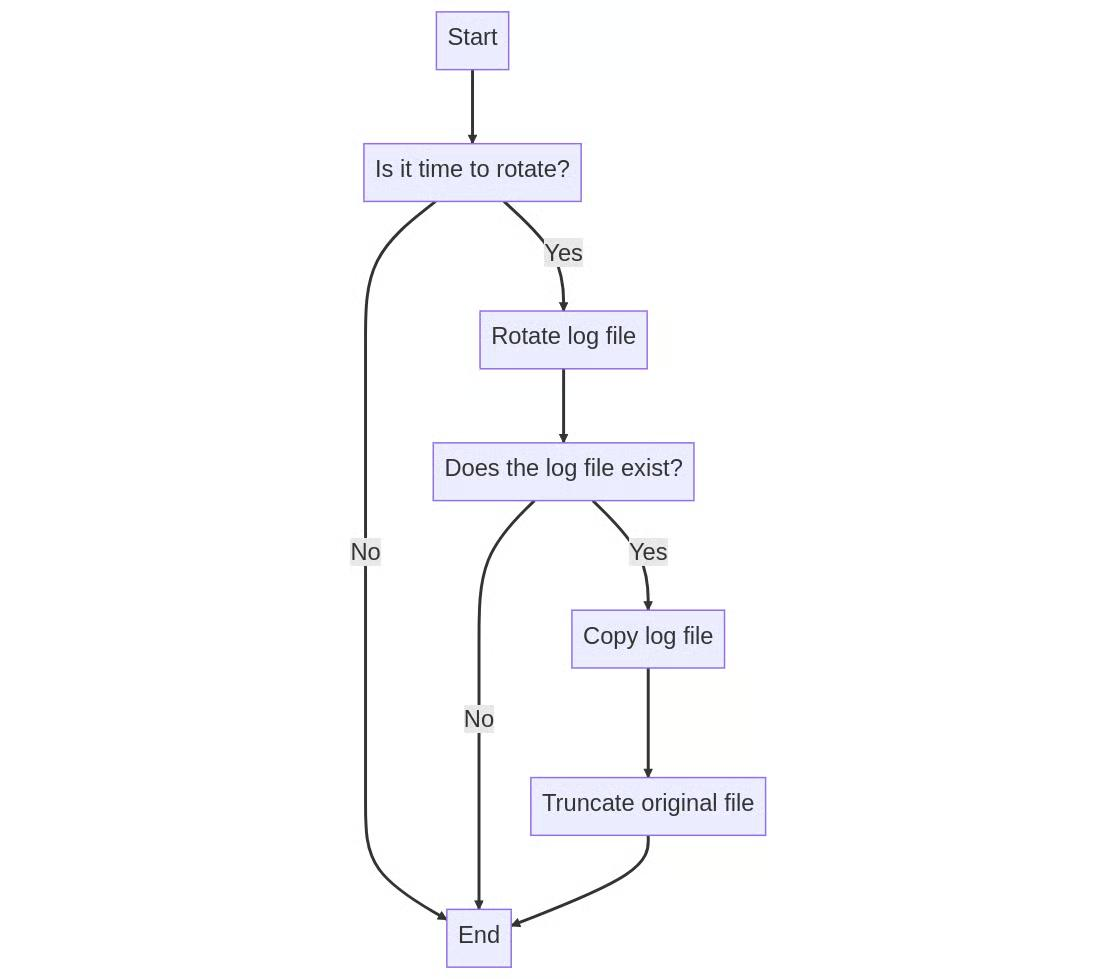 Start
Is it time to rotate?
Yes
Rotate log file
Does the log file exist?
No
Yes
Copy log file
No
Truncate original file
End